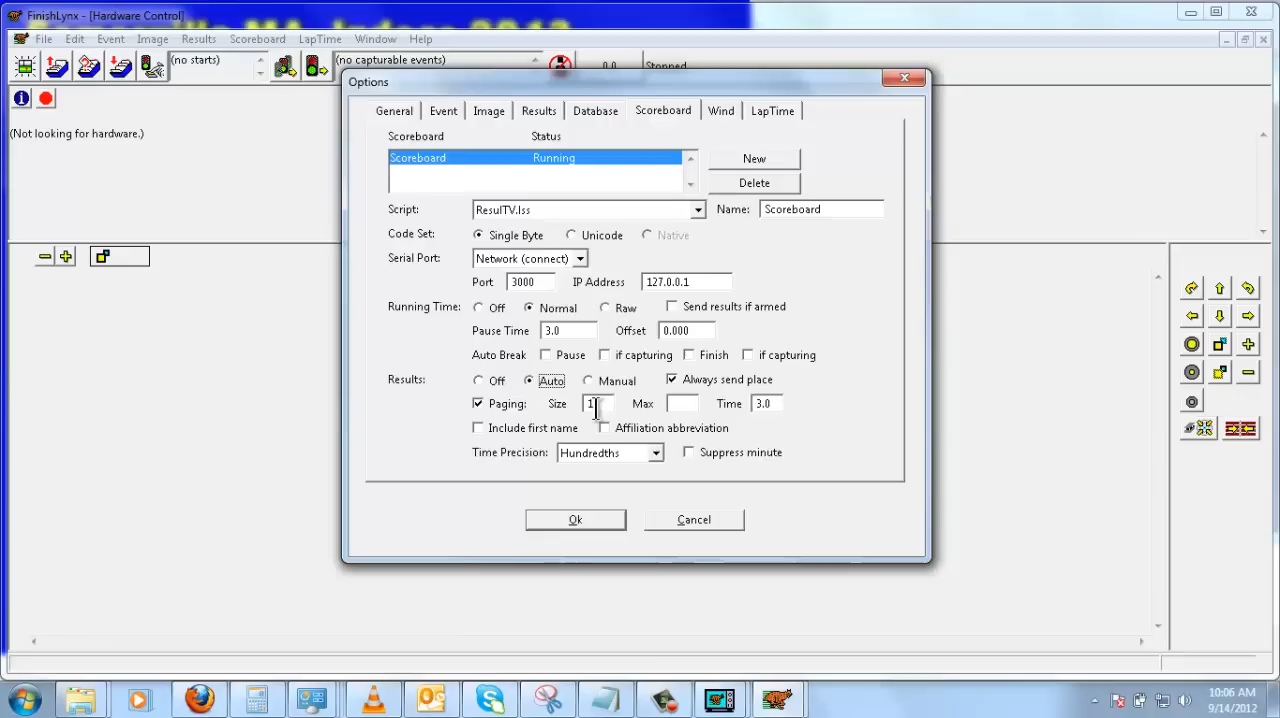 FinishLynx - [Hardware Control]
File Edit Event Image Results Scoreboard LapTime Window Help
(no starts) (no capturable events) 0.0 Stopped
(Not looking for hardware.)
Options
General Event Image Results Database Scoreboard Wind LapTime
Scoreboard Status
Scoreboard Running New
Delete
Script: ResulTV.lss Name: Scoreboard
Code Set: Single Byte Unicode Native
Serial Port: Network (connect)
Port 3000 IP Address 127.0.0.1
Running Time: Off Normal Raw Send results if armed
Pause Time 3.0 Offset 0.000
Auto Break Pause if capturing Finish if capturing
Results: Off Auto Manual Always send place
Paging: Size 1 Max Time 3.0
Include first name Affiliation abbreviation
Time Precision: Hundredths Suppress minute
Ok Cancel
10:06 AM
9/14/2012